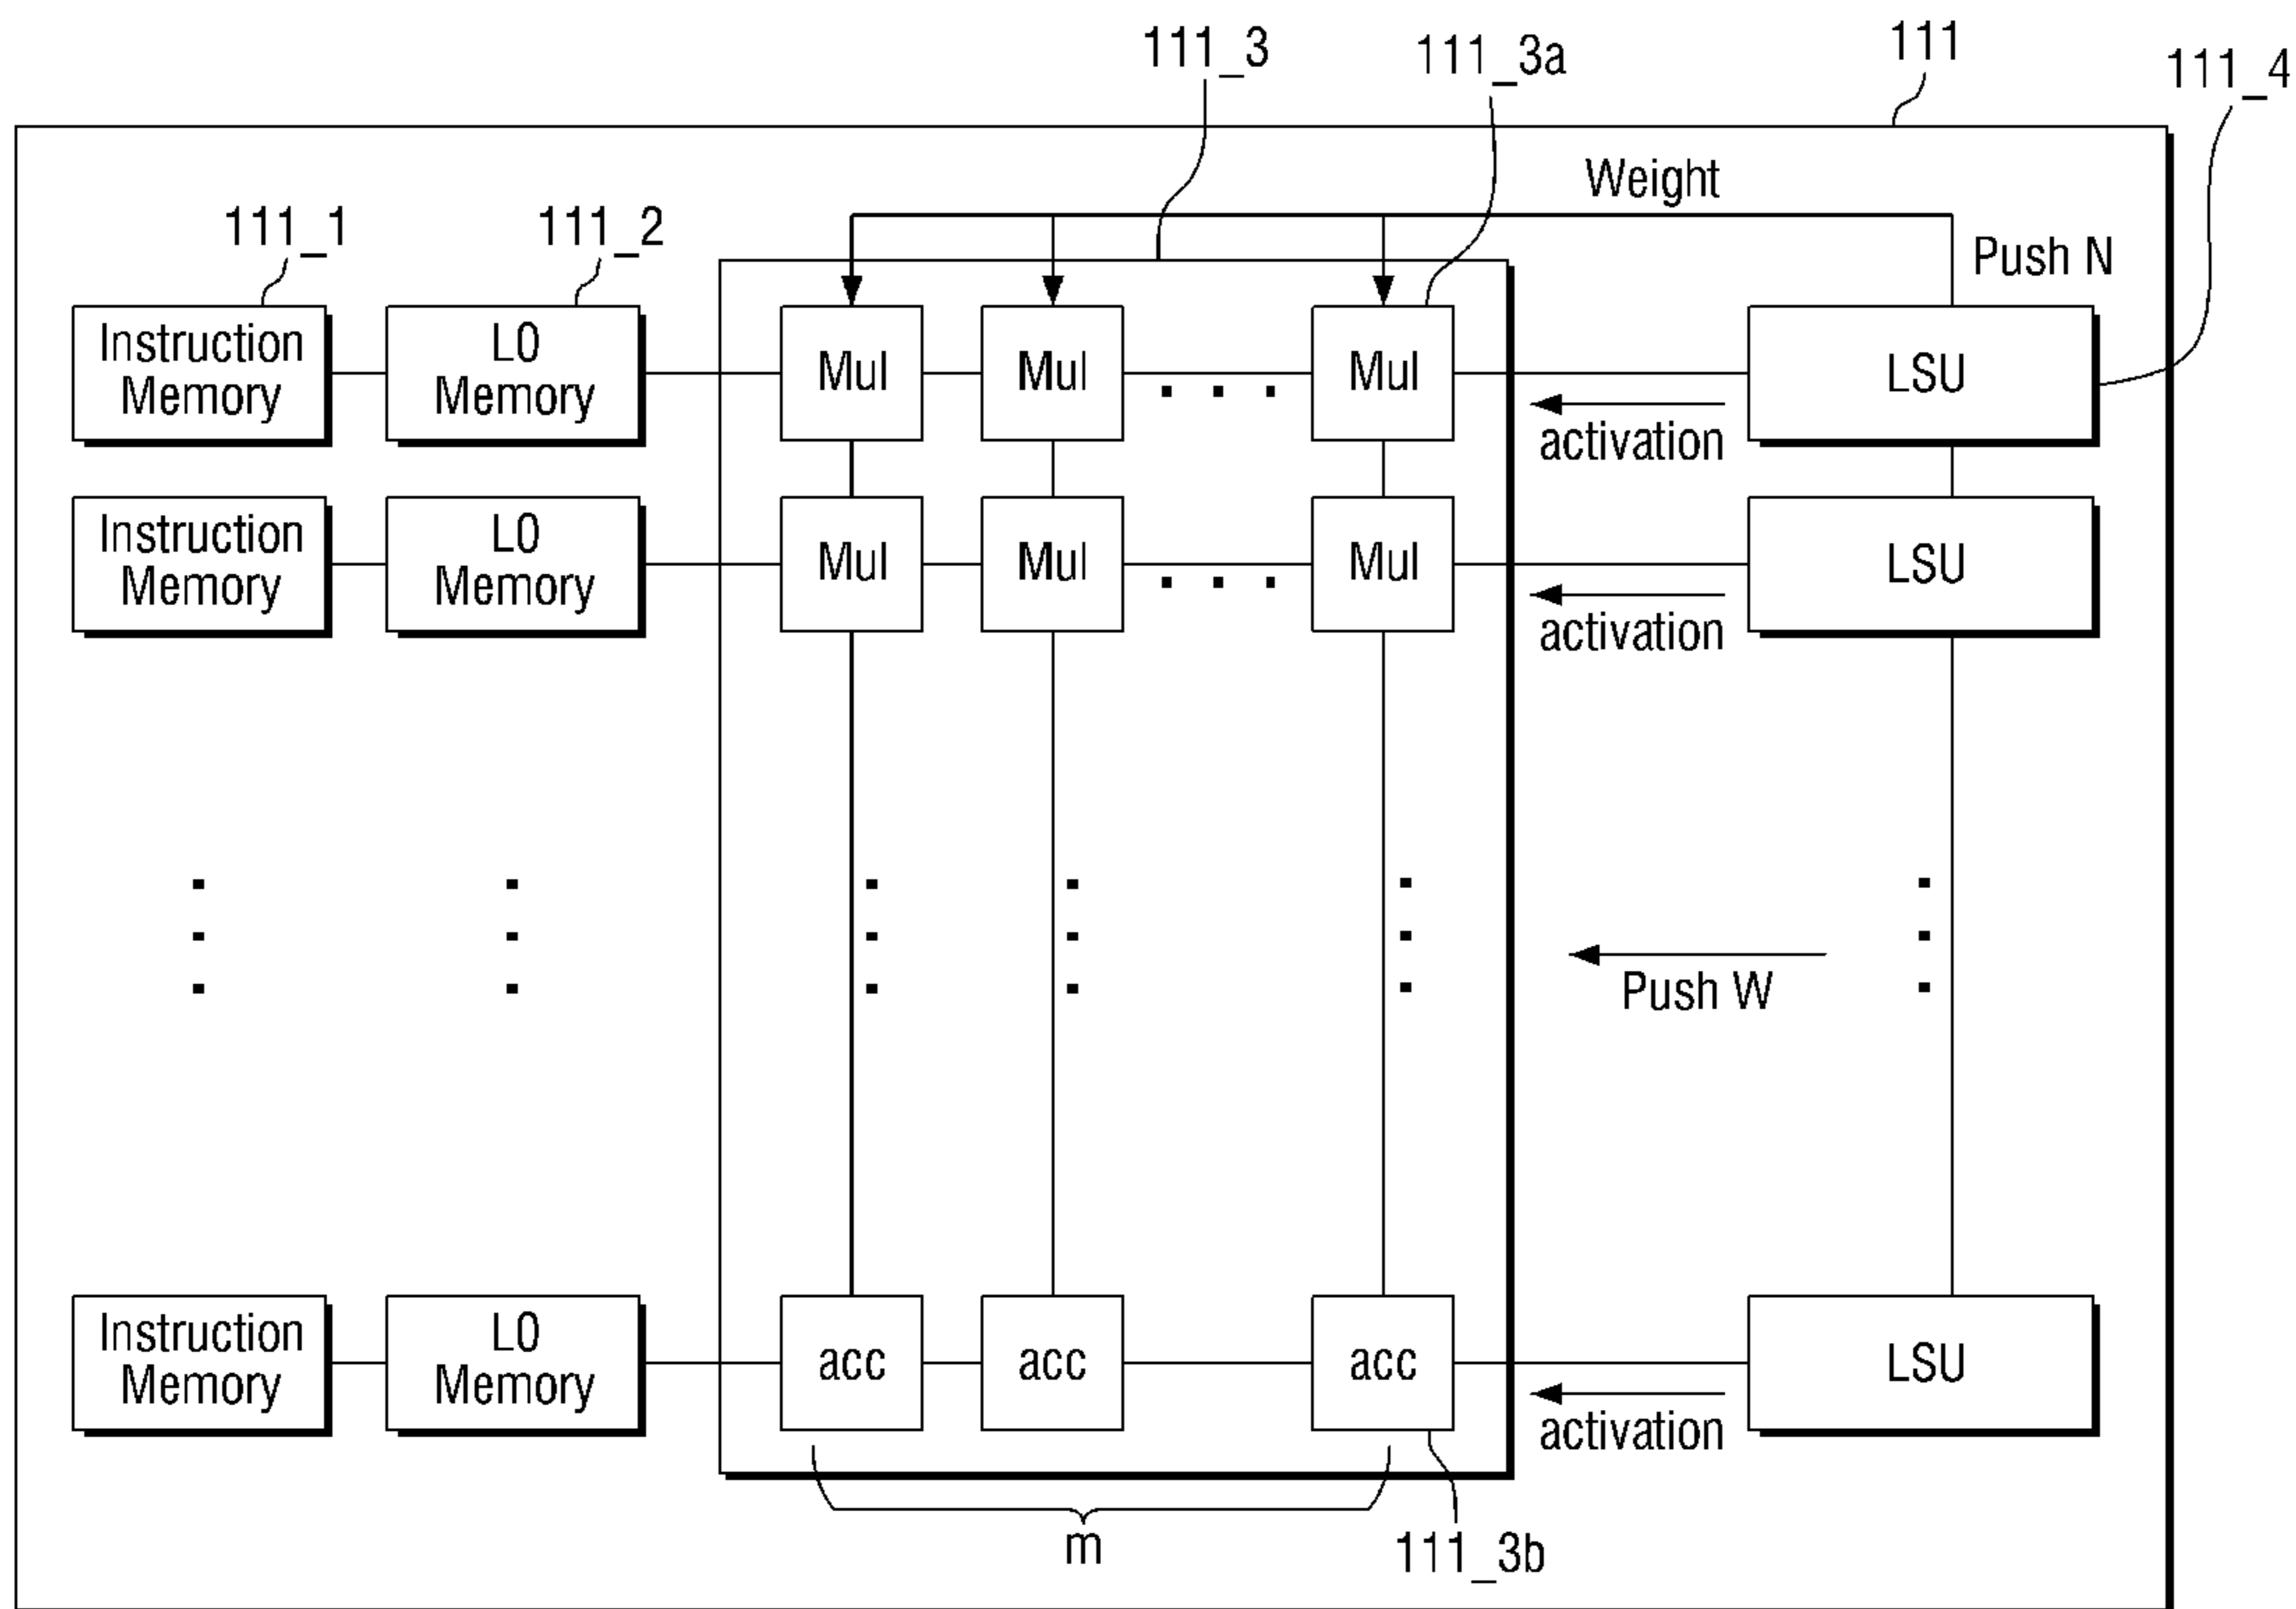 111_3
111_3a
111
111_4
Weight
111_1
111_2
Push N
Instruction
Memory
L0
Memory
Mul
Mul
. . .
Mul
LSU
activation
Instruction
Memory
L0
Memory
Mul
Mul
. . .
Mul
LSU
activation
Push W
Instruction
Memory
L0
Memory
acc
acc
acc
LSU
activation
m
111_3b